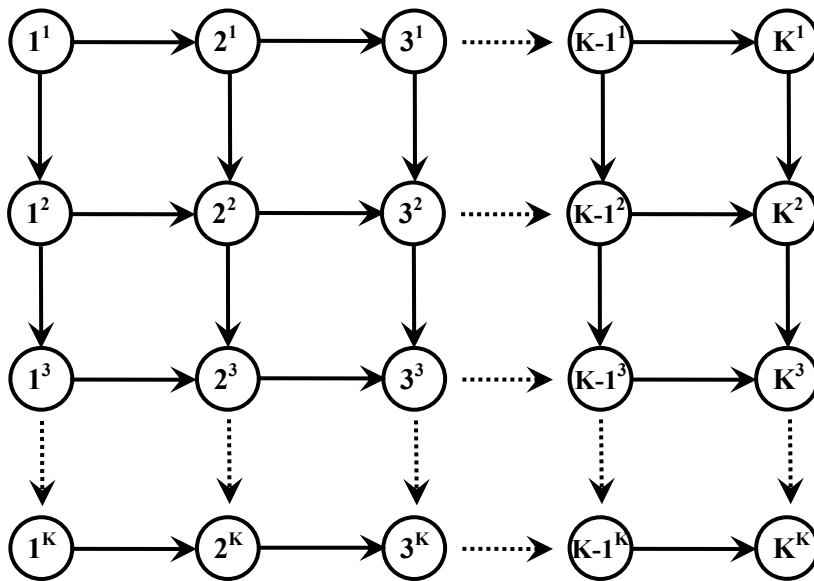 1¹ 2¹ 3¹ K-1¹ K¹
1² 2² 3² K-1² K²
1³ 2³ 3³ K-1³ K³
1ᴷ 2ᴷ 3ᴷ K-1ᴷ Kᴷ